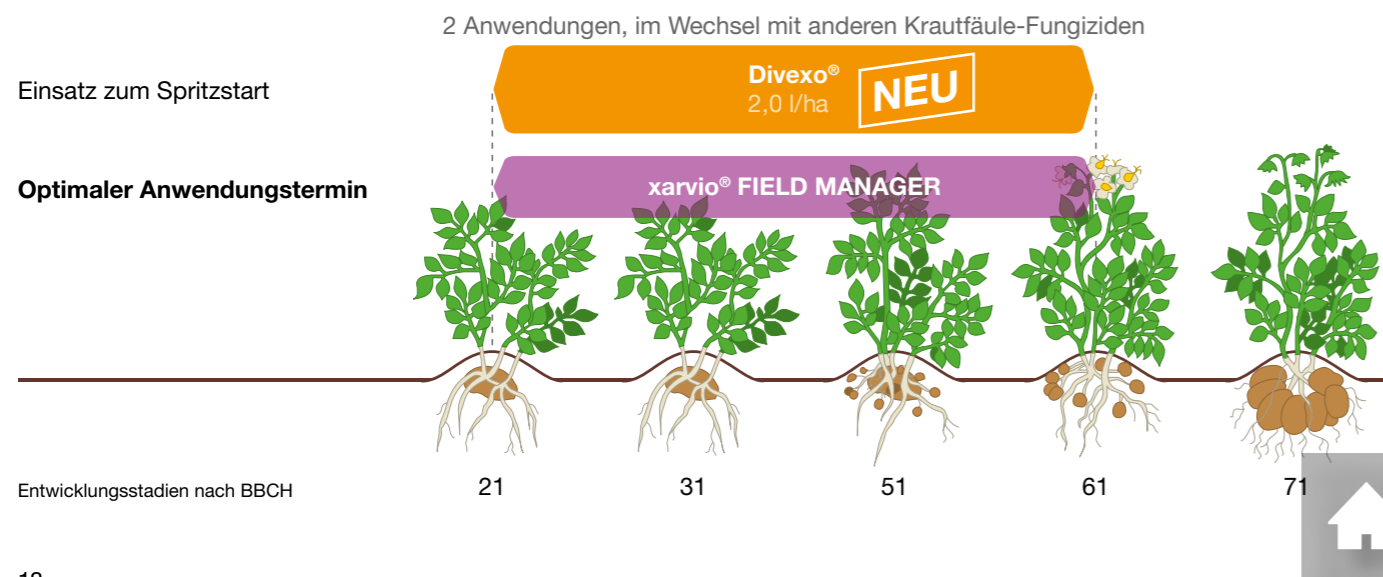 2 Anwendungen, im Wechsel mit anderen Krautfäule-Fungiziden
Einsatz zum Spritzstart
Divexo®
2,0 l/ha
NEU
Optimaler Anwendungstermin
xarvio® FIELD MANAGER
Entwicklungsstadien nach BBCH
21 31 51 61 71